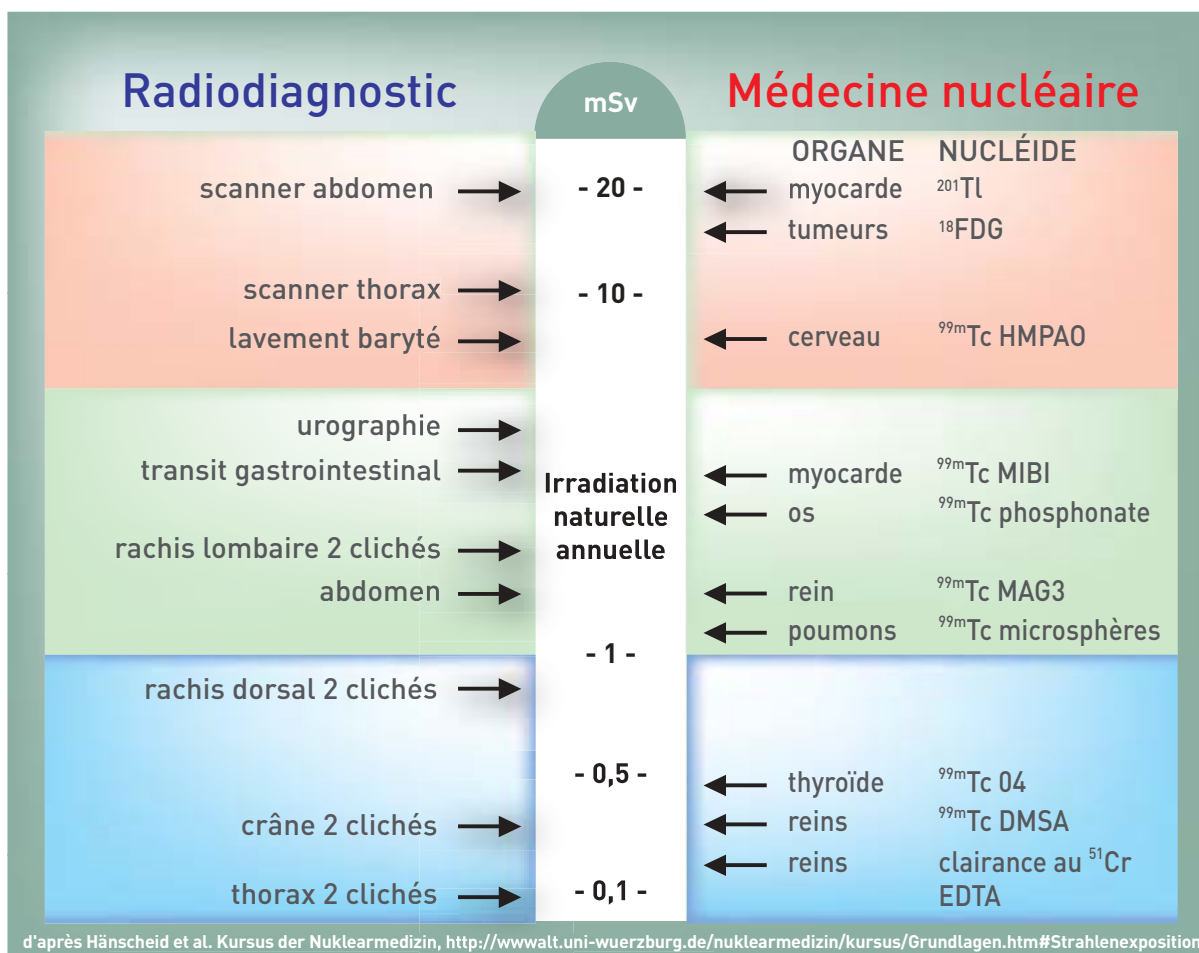 Radiodiagnostic
mSv
Médecine nucléaire
ORGANE NUCLÉIDE
scanner abdomen
- 20 -
myocarde ²⁰¹Tl
tumeurs ¹⁸FDG
scanner thorax
- 10 -
lavement baryté
cerveau ⁹⁹ᵐTc HMPAO
urographie
transit gastrointestinal
Irradiation
naturelle
annuelle
myocarde ⁹⁹ᵐTc MIBI
os ⁹⁹ᵐTc phosphonate
rachis lombaire 2 clichés
abdomen
rein ⁹⁹ᵐTc MAG3
poumons ⁹⁹ᵐTc microsphères
- 1 -
rachis dorsal 2 clichés
- 0,5 -
thyroïde ⁹⁹ᵐTc 04
crâne 2 clichés
reins ⁹⁹ᵐTc DMSA
reins clairance au ⁵¹Cr
EDTA
thorax 2 clichés
- 0,1 -
d'après Hänscheid et al. Kursus der Nuklearmedizin, http://wwwalt.uni-wuerzburg.de/nuklearmedizin/kursus/Grundlagen.htm#Strahlenexposition